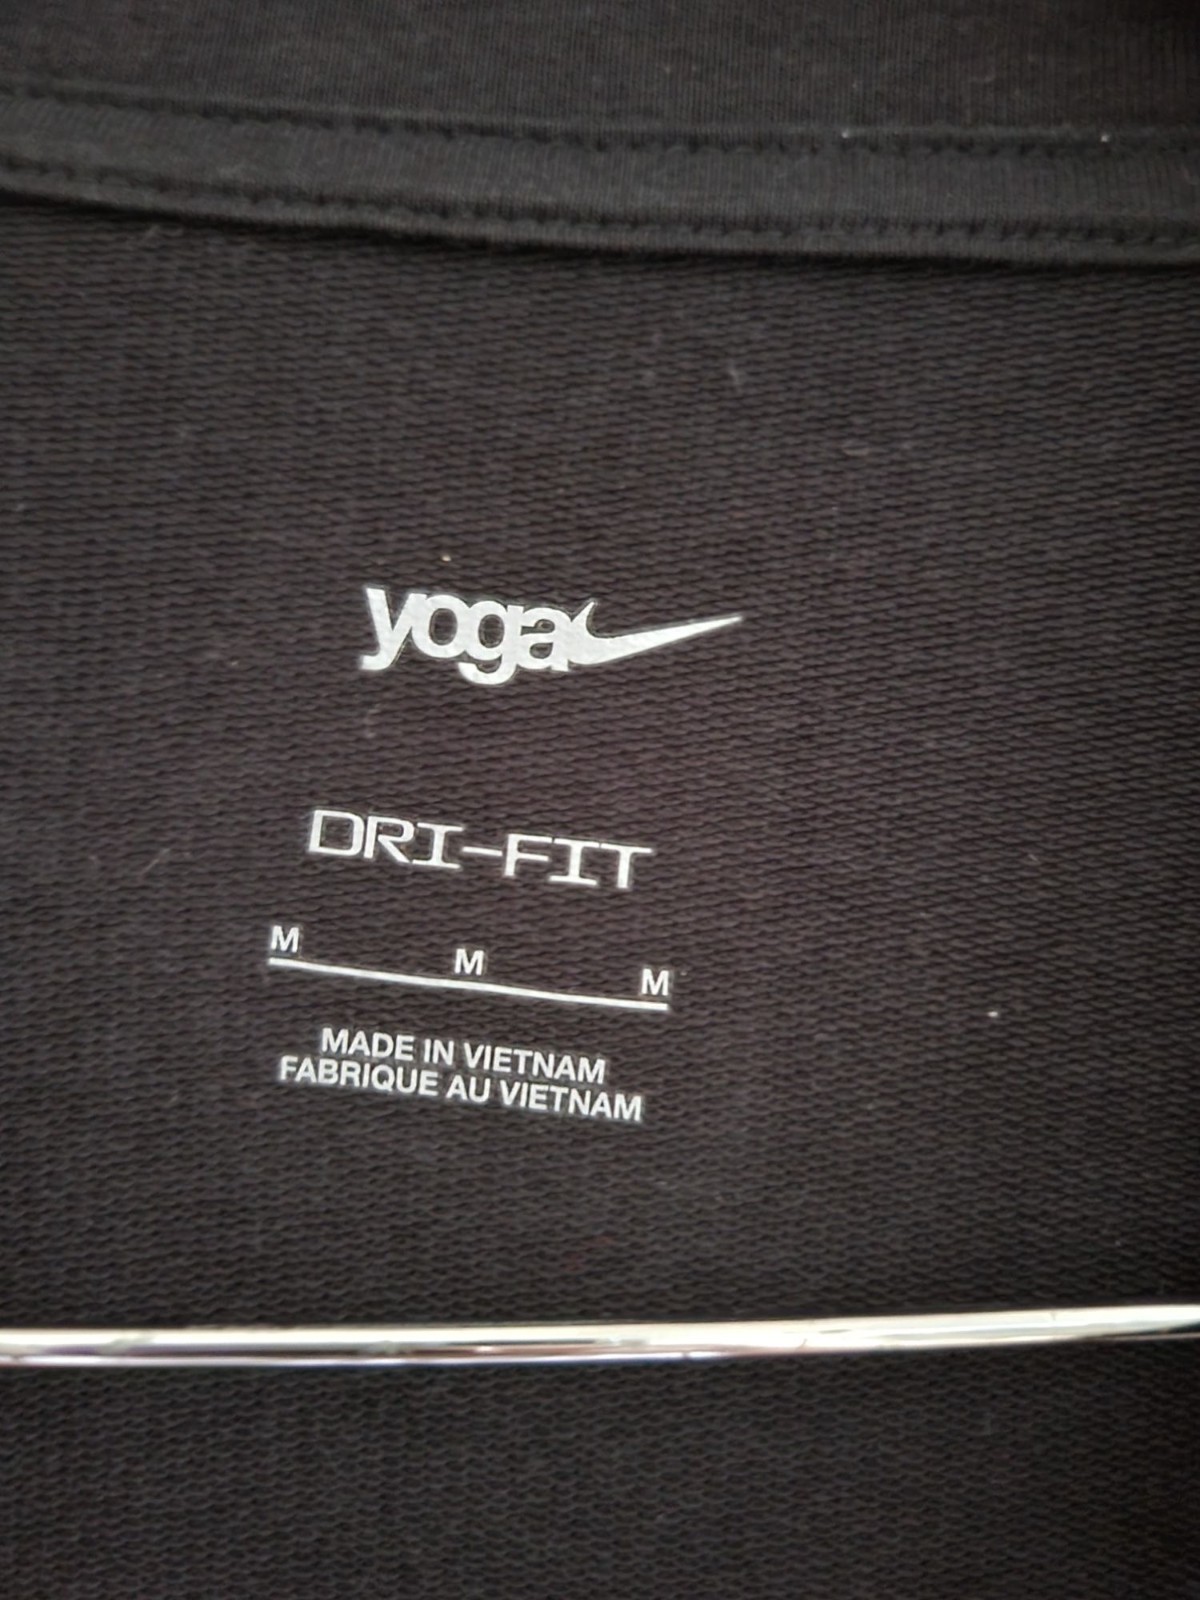 yoga
DRI-FIT
M M M
MADE IN VIETNAM
FABRIQUE AU VIETNAM